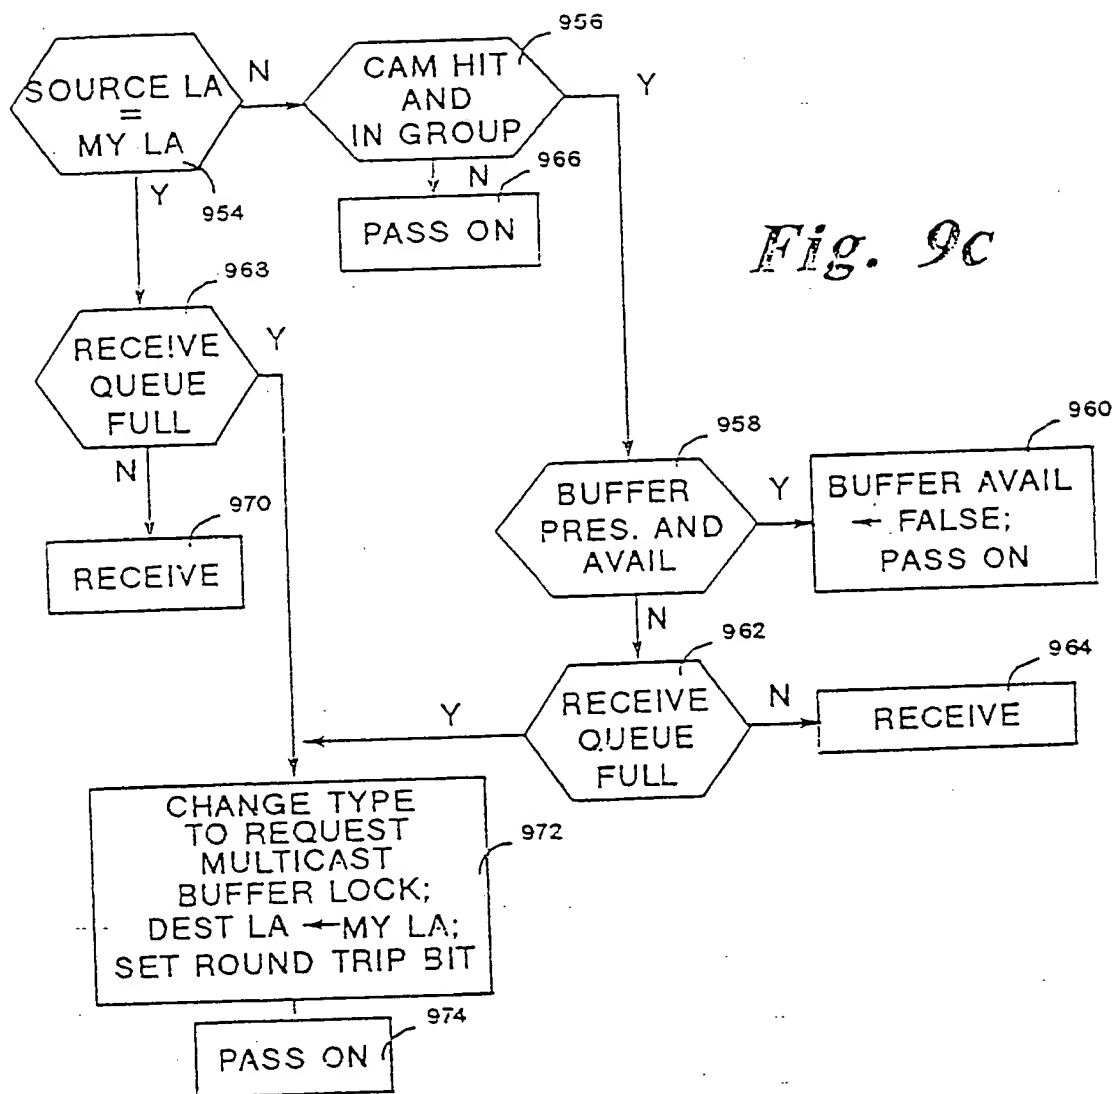 956
SOURCE LA
=
MY LA
N
CAM HIT
AND
IN GROUP
Y
954
Y
N
966
PASS ON
Fig. 9c
968
RECEIVE
QUEUE
FULL
Y
N
970
RECEIVE
958
BUFFER
PRES. AND
AVAIL
Y
960
BUFFER AVAIL
← FALSE;
PASS ON
N
962
RECEIVE
QUEUE
FULL
Y
N
964
RECEIVE
CHANGE TYPE
TO REQUEST
MULTICAST
BUFFER LOCK;
DEST LA ← MY LA;
SET ROUND TRIP BIT
972
974
PASS ON